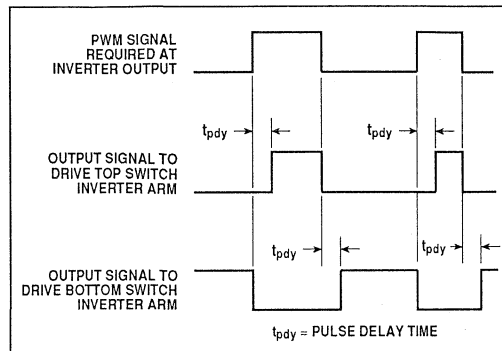 PWM SIGNAL
REQUIRED AT
INVERTER OUTPUT
tpdy
tpdy
OUTPUT SIGNAL TO
DRIVE TOP SWITCH
INVERTER ARM
tpdy
tpdy
OUTPUT SIGNAL TO
DRIVE BOTTOM SWITCH
INVERTER ARM
tpdy = PULSE DELAY TIME